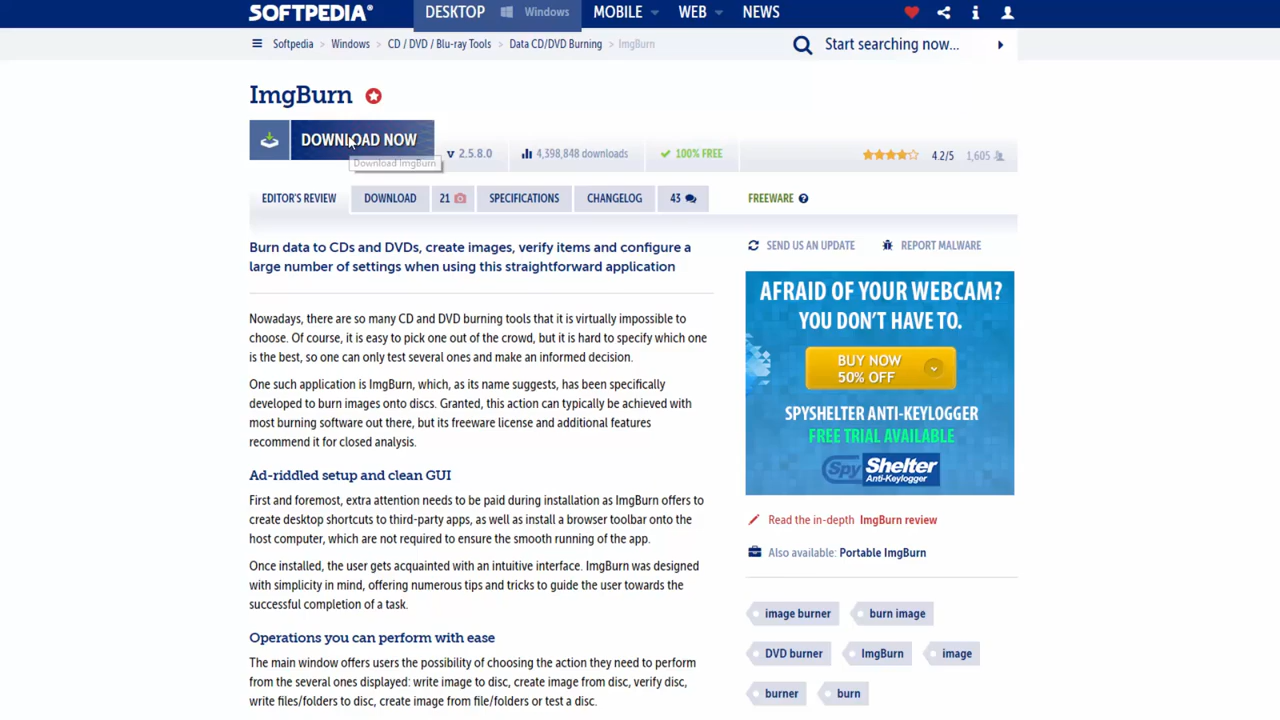 SOFTPEDIA®
DESKTOP Windows MOBILE WEB NEWS
Softpedia > Windows > CD / DVD / Blu-ray Tools > Data CD/DVD Burning > ImgBurn
Start searching now...
ImgBurn
DOWNLOAD NOW
Download ImgBurn
v 2.5.8.0 4,398,848 downloads 100% FREE
4.2/5 1,605
EDITOR'S REVIEW DOWNLOAD 21 SPECIFICATIONS CHANGELOG 43
FREEWARE
Burn data to CDs and DVDs, create images, verify items and configure a
large number of settings when using this straightforward application
Nowadays, there are so many CD and DVD burning tools that it is virtually impossible to
choose. Of course, it is easy to pick one out of the crowd, but it is hard to specify which one
is the best, so one can only test several ones and make an informed decision.
One such application is ImgBurn, which, as its name suggests, has been specifically
developed to burn images onto discs. Granted, this action can typically be achieved with
most burning software out there, but its freeware license and additional features
recommend it for closed analysis.
Ad-riddled setup and clean GUI
First and foremost, extra attention needs to be paid during installation as ImgBurn offers to
create desktop shortcuts to third-party apps, as well as install a browser toolbar onto the
host computer, which are not required to ensure the smooth running of the app.
Once installed, the user gets acquainted with an intuitive interface. ImgBurn was designed
with simplicity in mind, offering numerous tips and tricks to guide the user towards the
successful completion of a task.
Operations you can perform with ease
The main window offers users the possibility of choosing the action they need to perform
from the several ones displayed: write image to disc, create image from disc, verify disc,
write files/folders to disc, create image from file/folders or test a disc.
SEND US AN UPDATE REPORT MALWARE
AFRAID OF YOUR WEBCAM?
YOU DON'T HAVE TO.
BUY NOW
50% OFF
SPYSHELTER ANTI-KEYLOGGER
FREE TRIAL AVAILABLE
Spy Shelter
Anti-Keylogger
Read the in-depth ImgBurn review
Also available: Portable ImgBurn
image burner burn image
DVD burner ImgBurn image
burner burn